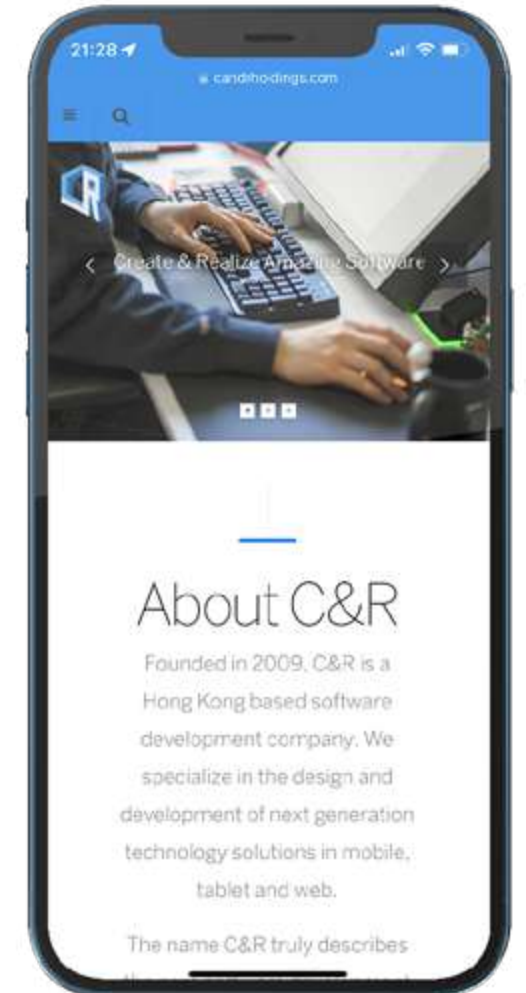 21:28
candrholdings.com
CR
Create & Realize Amazing Software
About C&R
Founded in 2009, C&R is a
Hong Kong based software
development company. We
specialize in the design and
development of next generation
technology solutions in mobile,
tablet and web.
The name C&R truly describes